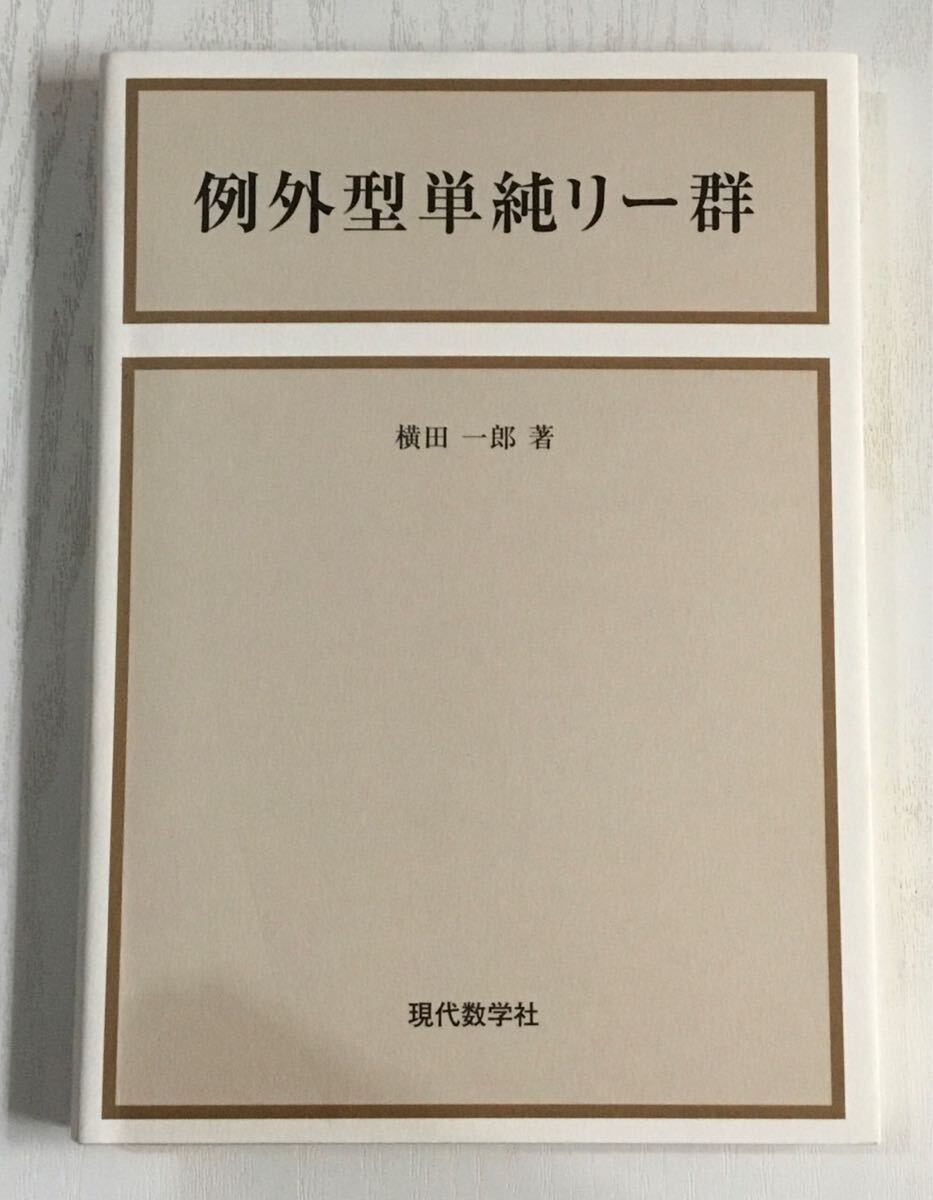 例外型単純リー群
横田 一郎 著
現代数学社